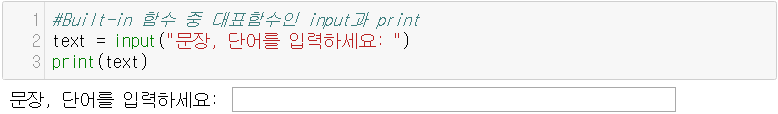 1 #Built-in 함수 중 대표함수인 input과 print
2 text = input("문장, 단어를 입력하세요: ")
3 print(text)
문장, 단어를 입력하세요: